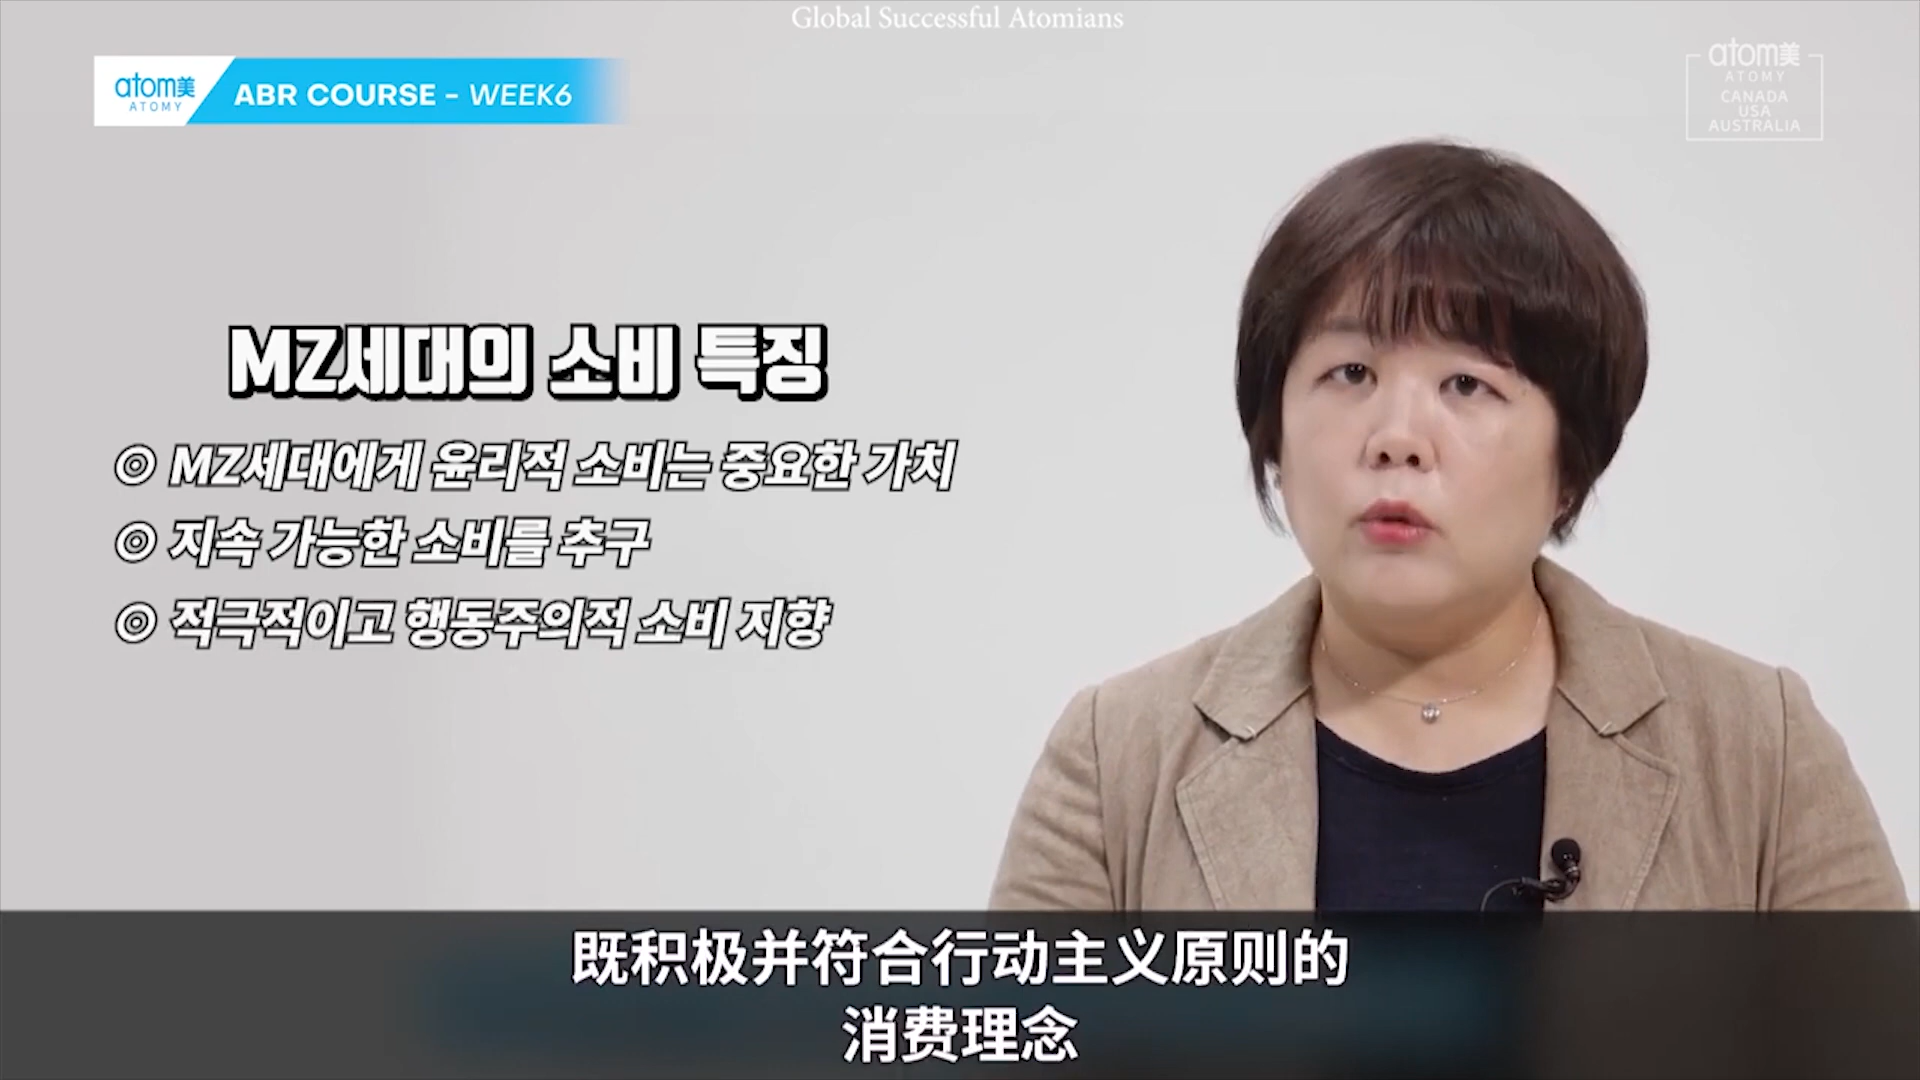 Global Successful Atomians
atom美
ATOMY
ABR COURSE - WEEK6
atom美
ATOMY
CANADA
USA
AUSTRALIA
MZ세대의 소비 특징
◎ MZ세대에게 윤리적 소비는 중요한 가치
◎ 지속 가능한 소비를 추구
◎ 적극적이고 행동주의적 소비 지향
既积极并符合行动主义原则的
消费理念